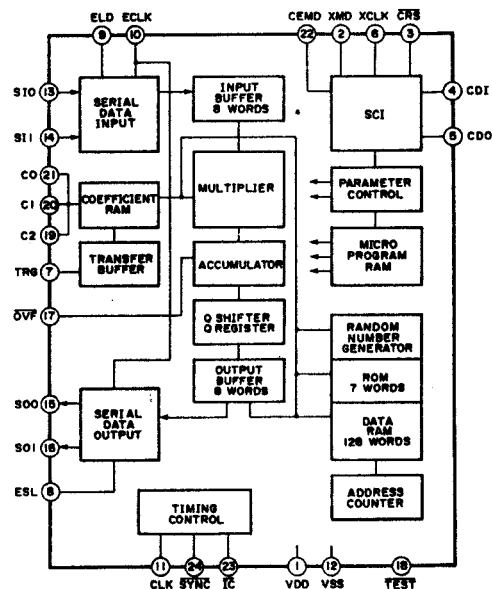 ELD ECLK CEMD XMD XCLK CRS
9 10 22 2 6 3
SI0 13 SERIAL DATA INPUT
SI1 14
INPUT BUFFER 8 WORDS
SCI
4 CDI
5 CDO
C0 21
C1 20
C2 19
COEFFICIENT RAM
MULTIPLIER
PARAMETER CONTROL
TRG 7
TRANSFER BUFFER
ACCUMULATOR
MICRO PROGRAM RAM
OVF 17
Q SHIFTER
Q REGISTER
RANDOM NUMBER GENERATOR
OUTPUT BUFFER 8 WORDS
ROM 7 WORDS
SO0 15
SO1 16
SERIAL DATA OUTPUT
DATA RAM 128 WORDS
ESL 8
TIMING CONTROL
ADDRESS COUNTER
11 24 23 1 12 18
CLK SYNC IC VDD VSS TEST